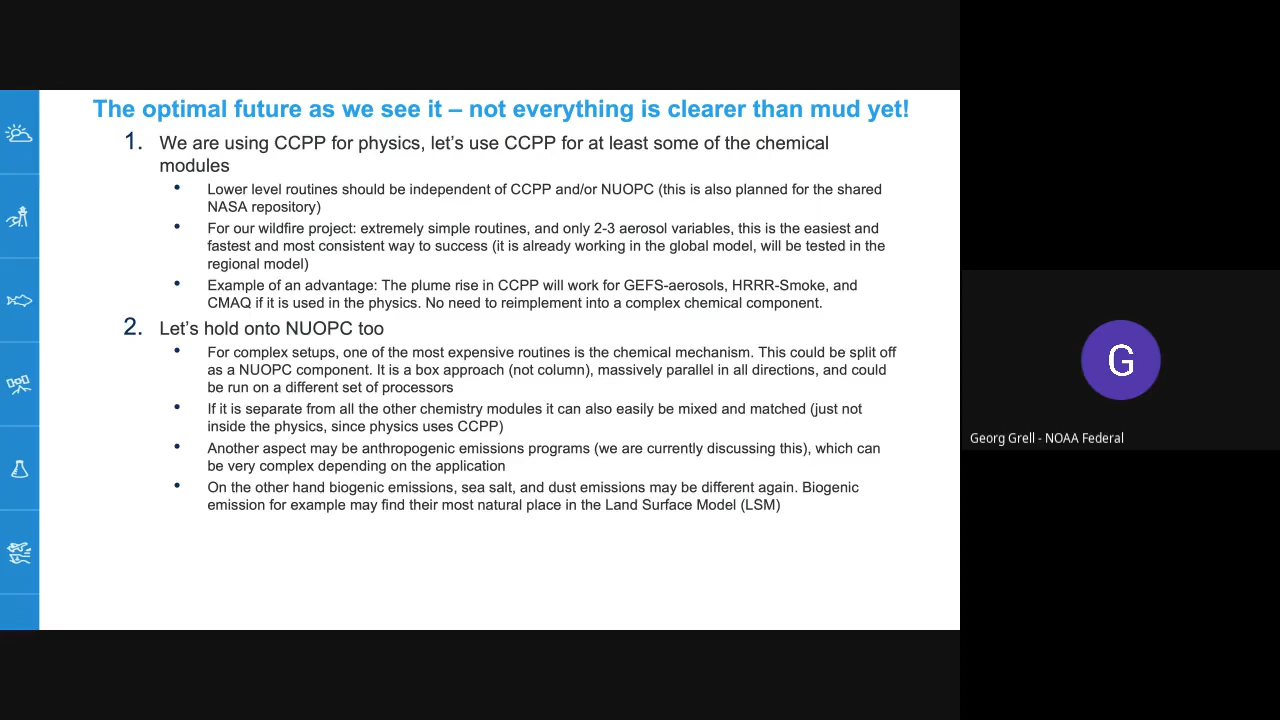 The optimal future as we see it – not everything is clearer than mud yet!
1. We are using CCPP for physics, let's use CCPP for at least some of the chemical
modules
• Lower level routines should be independent of CCPP and/or NUOPC (this is also planned for the shared
NASA repository)
• For our wildfire project: extremely simple routines, and only 2-3 aerosol variables, this is the easiest and
fastest and most consistent way to success (it is already working in the global model, will be tested in the
regional model)
• Example of an advantage: The plume rise in CCPP will work for GEFS-aerosols, HRRR-Smoke, and
CMAQ if it is used in the physics. No need to reimplement into a complex chemical component.
2. Let's hold onto NUOPC too
• For complex setups, one of the most expensive routines is the chemical mechanism. This could be split off
as a NUOPC component. It is a box approach (not column), massively parallel in all directions, and could
be run on a different set of processors
• If it is separate from all the other chemistry modules it can also easily be mixed and matched (just not
inside the physics, since physics uses CCPP)
• Another aspect may be anthropogenic emissions programs (we are currently discussing this), which can
be very complex depending on the application
• On the other hand biogenic emissions, sea salt, and dust emissions may be different again. Biogenic
emission for example may find their most natural place in the Land Surface Model (LSM)
G
Georg Grell - NOAA Federal